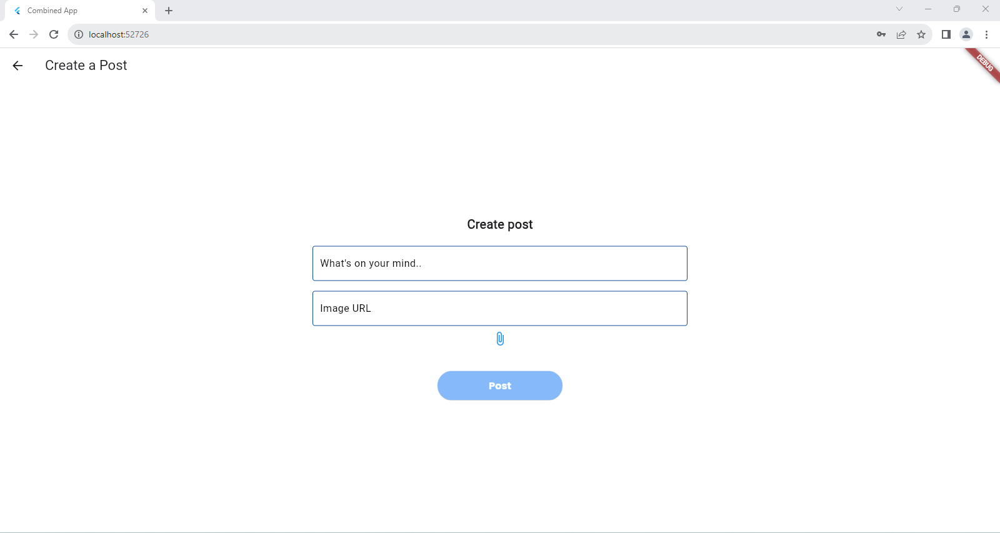 Combined App
localhost:52726
Create a Post
DEBUG
Create post
What's on your mind..
Image URL
Post